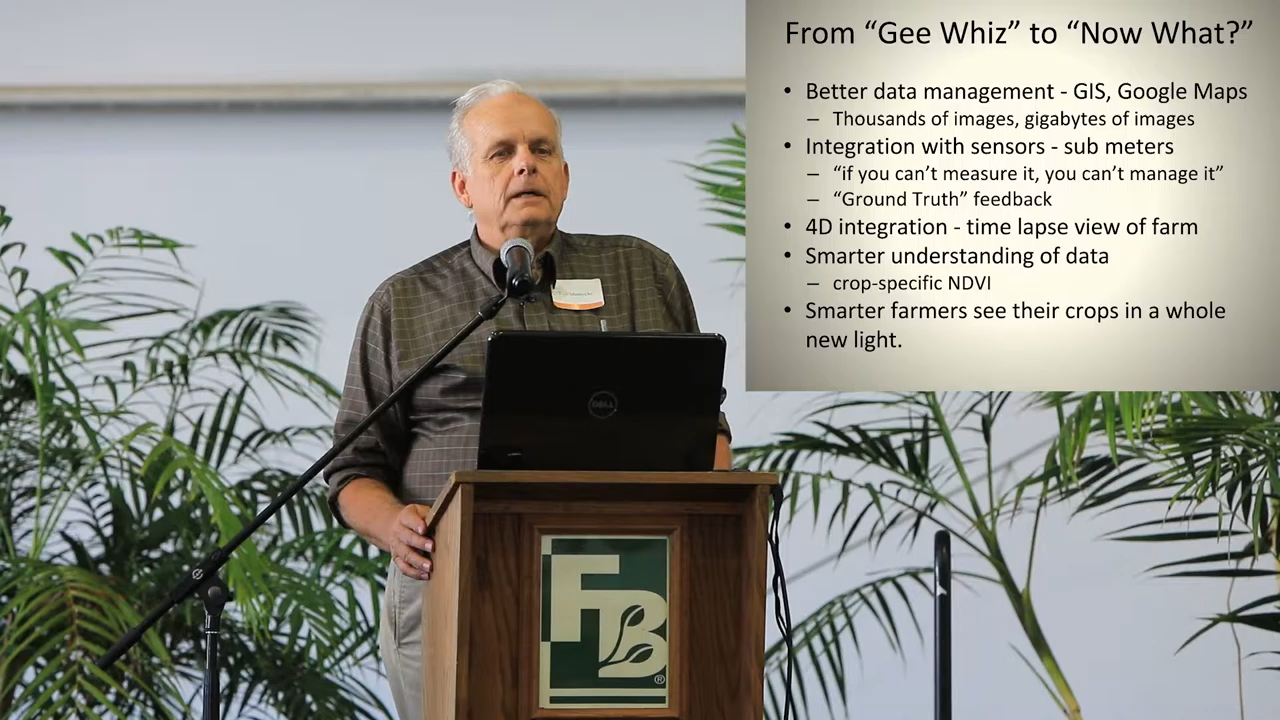 From “Gee Whiz” to “Now What?”
• Better data management - GIS, Google Maps
– Thousands of images, gigabytes of images
• Integration with sensors - sub meters
– “if you can’t measure it, you can’t manage it”
– “Ground Truth” feedback
• 4D integration - time lapse view of farm
• Smarter understanding of data
– crop-specific NDVI
• Smarter farmers see their crops in a whole
new light.
DELL
FB
®